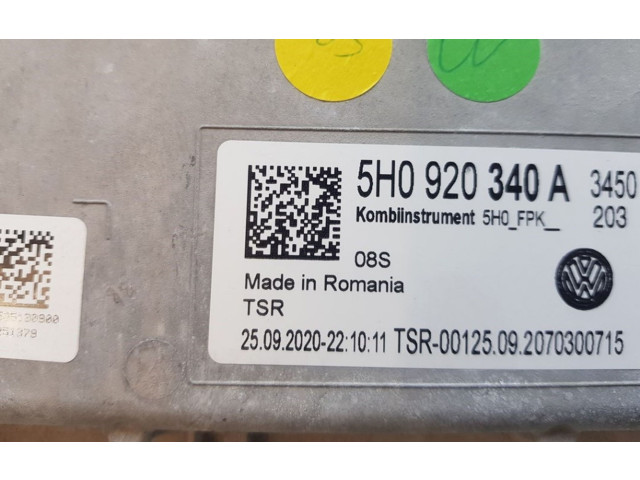 5H0 920 340 A 3450
Kombiinstrument 5H0_FPK_ 203
08S
Made in Romania
TSR
25.09.2020-22:10:11 TSR-00125.09.2070300715